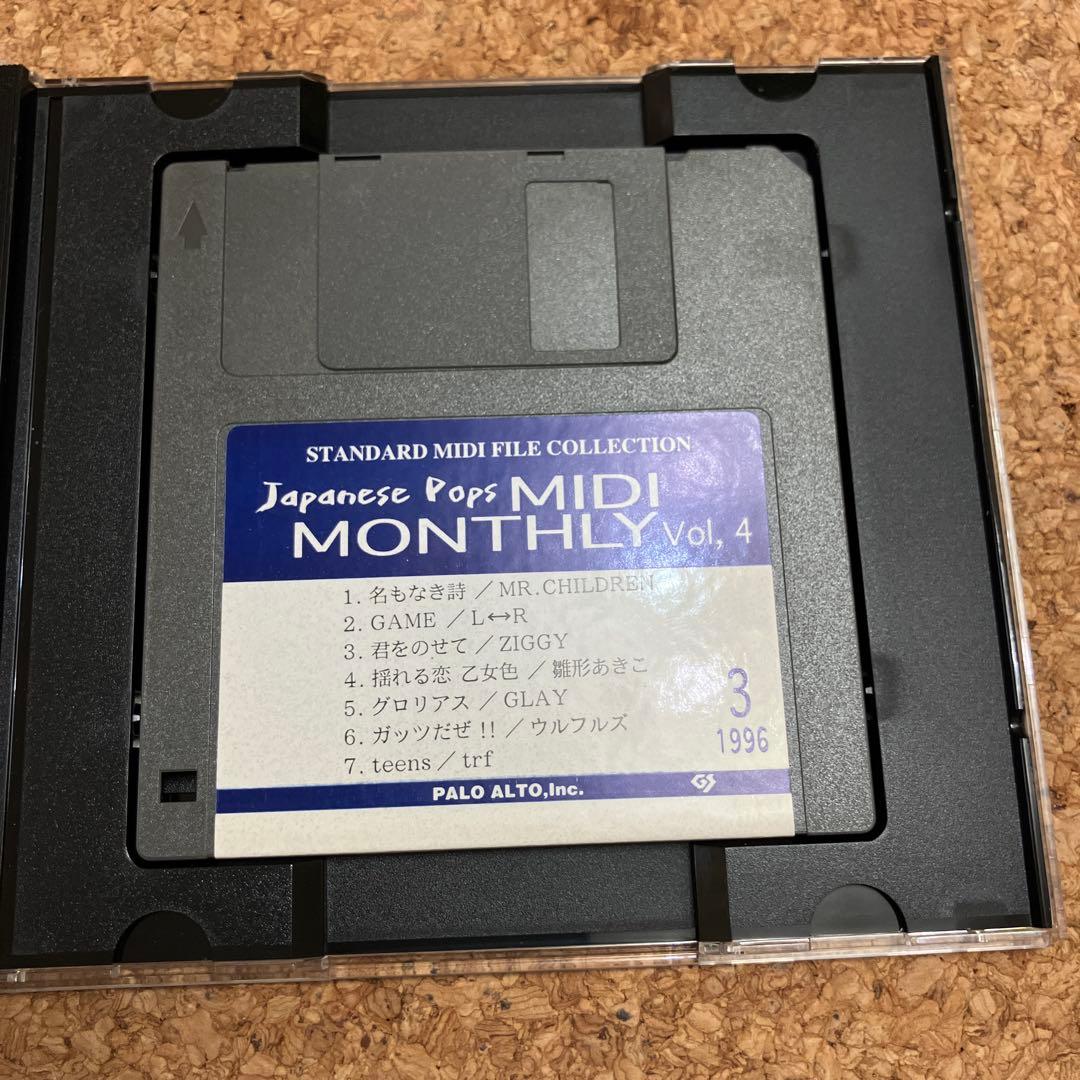 STANDARD MIDI FILE COLLECTION
Japanese Pops MIDI
MONTHLY Vol, 4
1. 名もなき詩 ／ MR.CHILDREN
2. GAME ／ L↔R
3. 君をのせて ／ ZIGGY
4. 揺れる恋 乙女色 ／ 雛形あきこ
5. グロリアス ／ GLAY
6. ガッツだぜ !! ／ ウルフルズ
7. teens ／ trf
3
1996
PALO ALTO,Inc.
GS